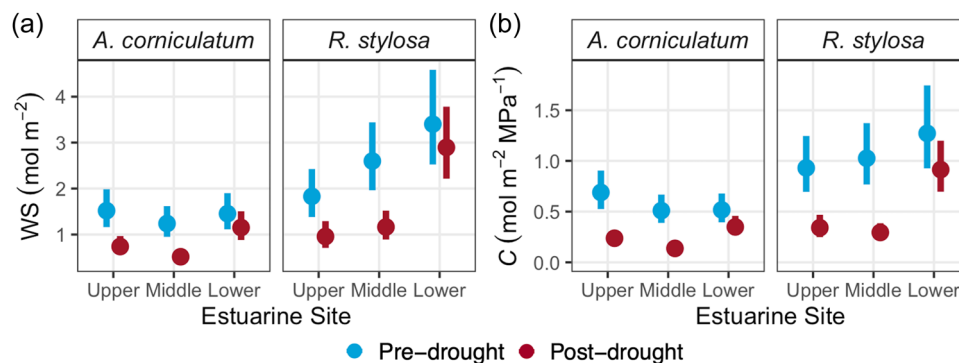 (a)
A. corniculatum
R. stylosa
WS (mol m⁻²)
4
3
2
1
Upper Middle Lower
Upper Middle Lower
Estuarine Site
(b)
A. corniculatum
R. stylosa
C (mol m⁻² MPa⁻¹)
1.5
1.0
0.5
0.0
Upper Middle Lower
Upper Middle Lower
Estuarine Site
Pre−drought
Post−drought